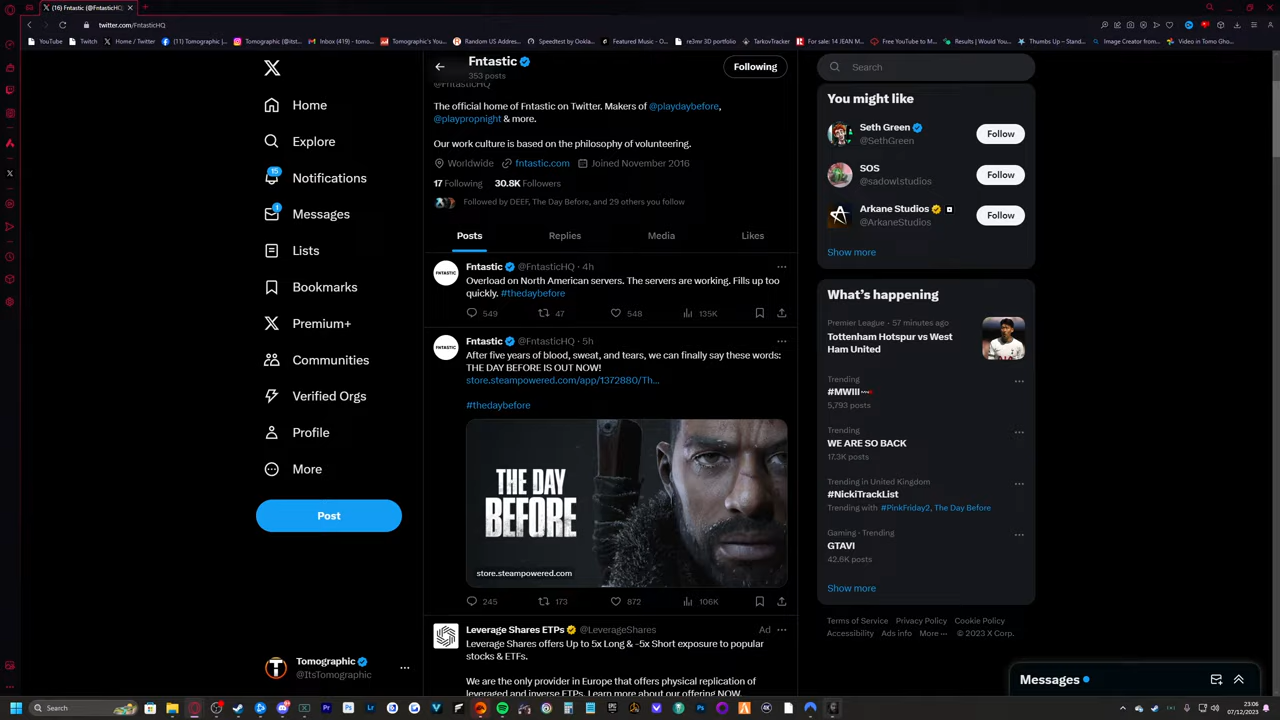 (16) Fntastic (@FntasticHQ)
twitter.com/FntasticHQ
YouTube
Twitch
Home / Twitter
(11) Tomographic |...
Tomographic (@itst...
Inbox (419) - tomo...
Tomographic's You...
Random US Addres...
Speedtest by Ookla...
Featured Music - O...
re3mr 3D portfolio
TarkovTracker
For sale: 14 JEAN M...
Free YouTube to M...
Results | Would You...
Thumbs Up – Stand...
Image Creator from...
Video in Tomo Gho...
Home
Explore
15
Notifications
Messages
Lists
Bookmarks
Premium+
Communities
Verified Orgs
Profile
More
Post
Tomographic
@ItsTomographic
Fntastic
353 posts
Following
@FntasticHQ
The official home of Fntastic on Twitter. Makers of @playdaybefore,
@playpropnight & more.
Our work culture is based on the philosophy of volunteering.
Worldwide fntastic.com Joined November 2016
17 Following 30.8K Followers
Followed by DEEF, The Day Before, and 29 others you follow
Posts Replies Media Likes
FNTASTIC
Fntastic @FntasticHQ · 4h
Overload on North American servers. The servers are working. Fills up too
quickly. #thedaybefore
549 47 548 135K
FNTASTIC
Fntastic @FntasticHQ · 5h
After five years of blood, sweat, and tears, we can finally say these words:
THE DAY BEFORE IS OUT NOW!
store.steampowered.com/app/1372880/Th...
#thedaybefore
THE DAY
BEFORE
store.steampowered.com
245 173 872 106K
Leverage Shares ETPs @LeverageShares Ad
Leverage Shares offers Up to 5x Long & -5x Short exposure to popular
stocks & ETFs.
We are the only provider in Europe that offers physical replication of
leveraged and inverse ETPs. Learn more about our offering NOW.
Search
You might like
Seth Green
@SethGreen
Follow
SOS
@sadowlstudios
Follow
Arkane Studios
@ArkaneStudios
Follow
Show more
What's happening
Premier League · 57 minutes ago
Tottenham Hotspur vs West
Ham United
Trending
#MWIII
5,793 posts
Trending
WE ARE SO BACK
17.3K posts
Trending in United Kingdom
#NickiTrackList
Trending with #PinkFriday2, The Day Before
Gaming · Trending
GTAVI
42.6K posts
Show more
Terms of Service Privacy Policy Cookie Policy
Accessibility Ads info More ··· © 2023 X Corp.
Messages
Search
23:06
07/12/2023